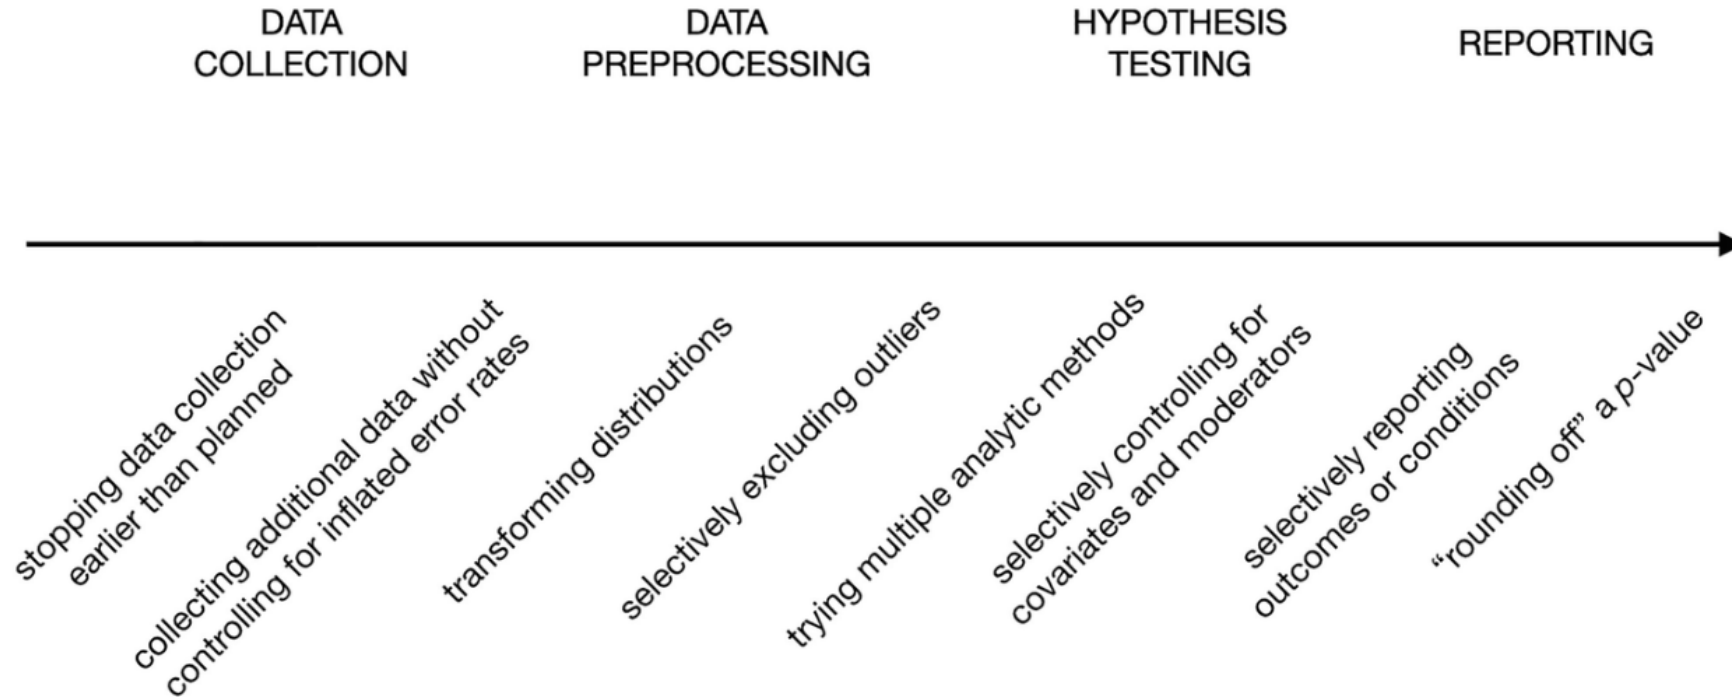 DATA
COLLECTION
DATA
PREPROCESSING
HYPOTHESIS
TESTING
REPORTING
stopping data collection
earlier than planned
collecting additional data without
controlling for inflated error rates
transforming distributions
selectively excluding outliers
trying multiple analytic methods
selectively controlling for
covariates and moderators
selectively reporting
outcomes or conditions
“rounding off” a p-value